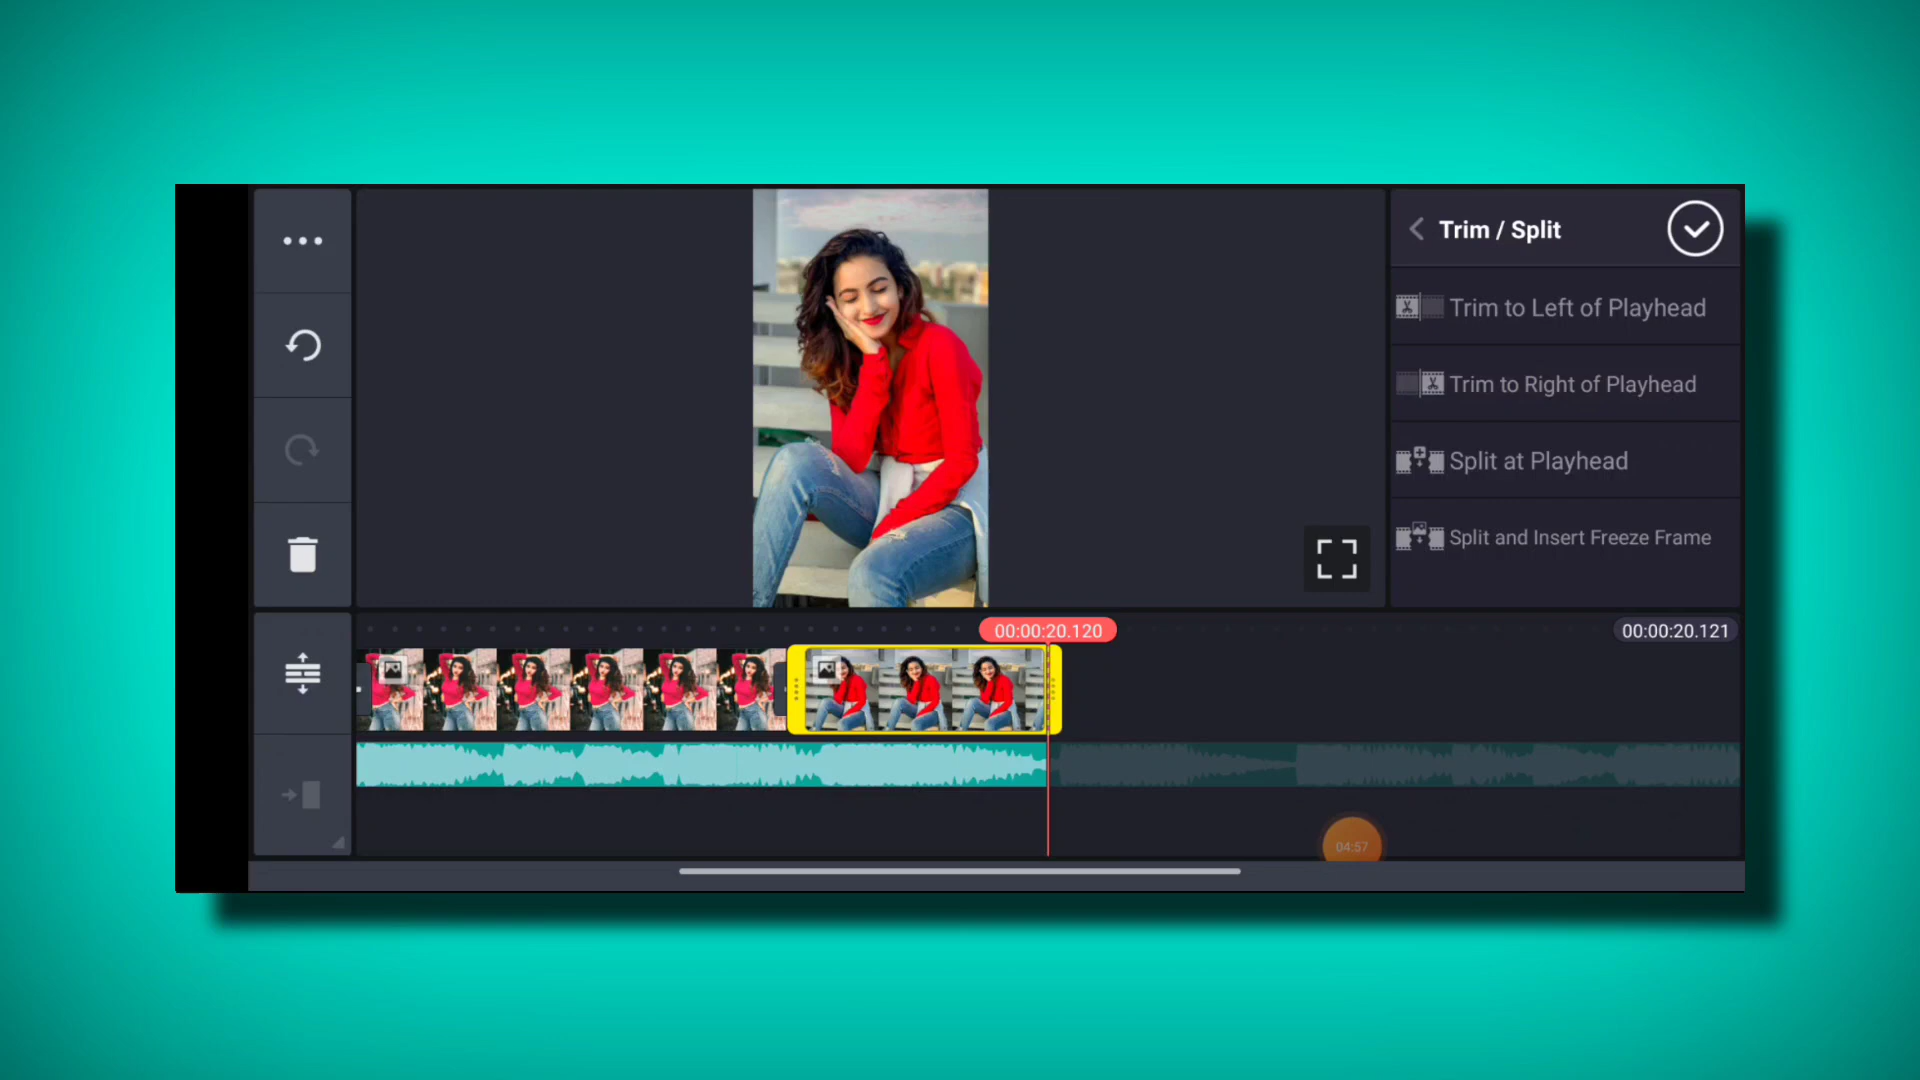 Trim / Split
Trim to Left of Playhead
Trim to Right of Playhead
Split at Playhead
Split and Insert Freeze Frame
00:00:20.120
00:00:20.121
04:57